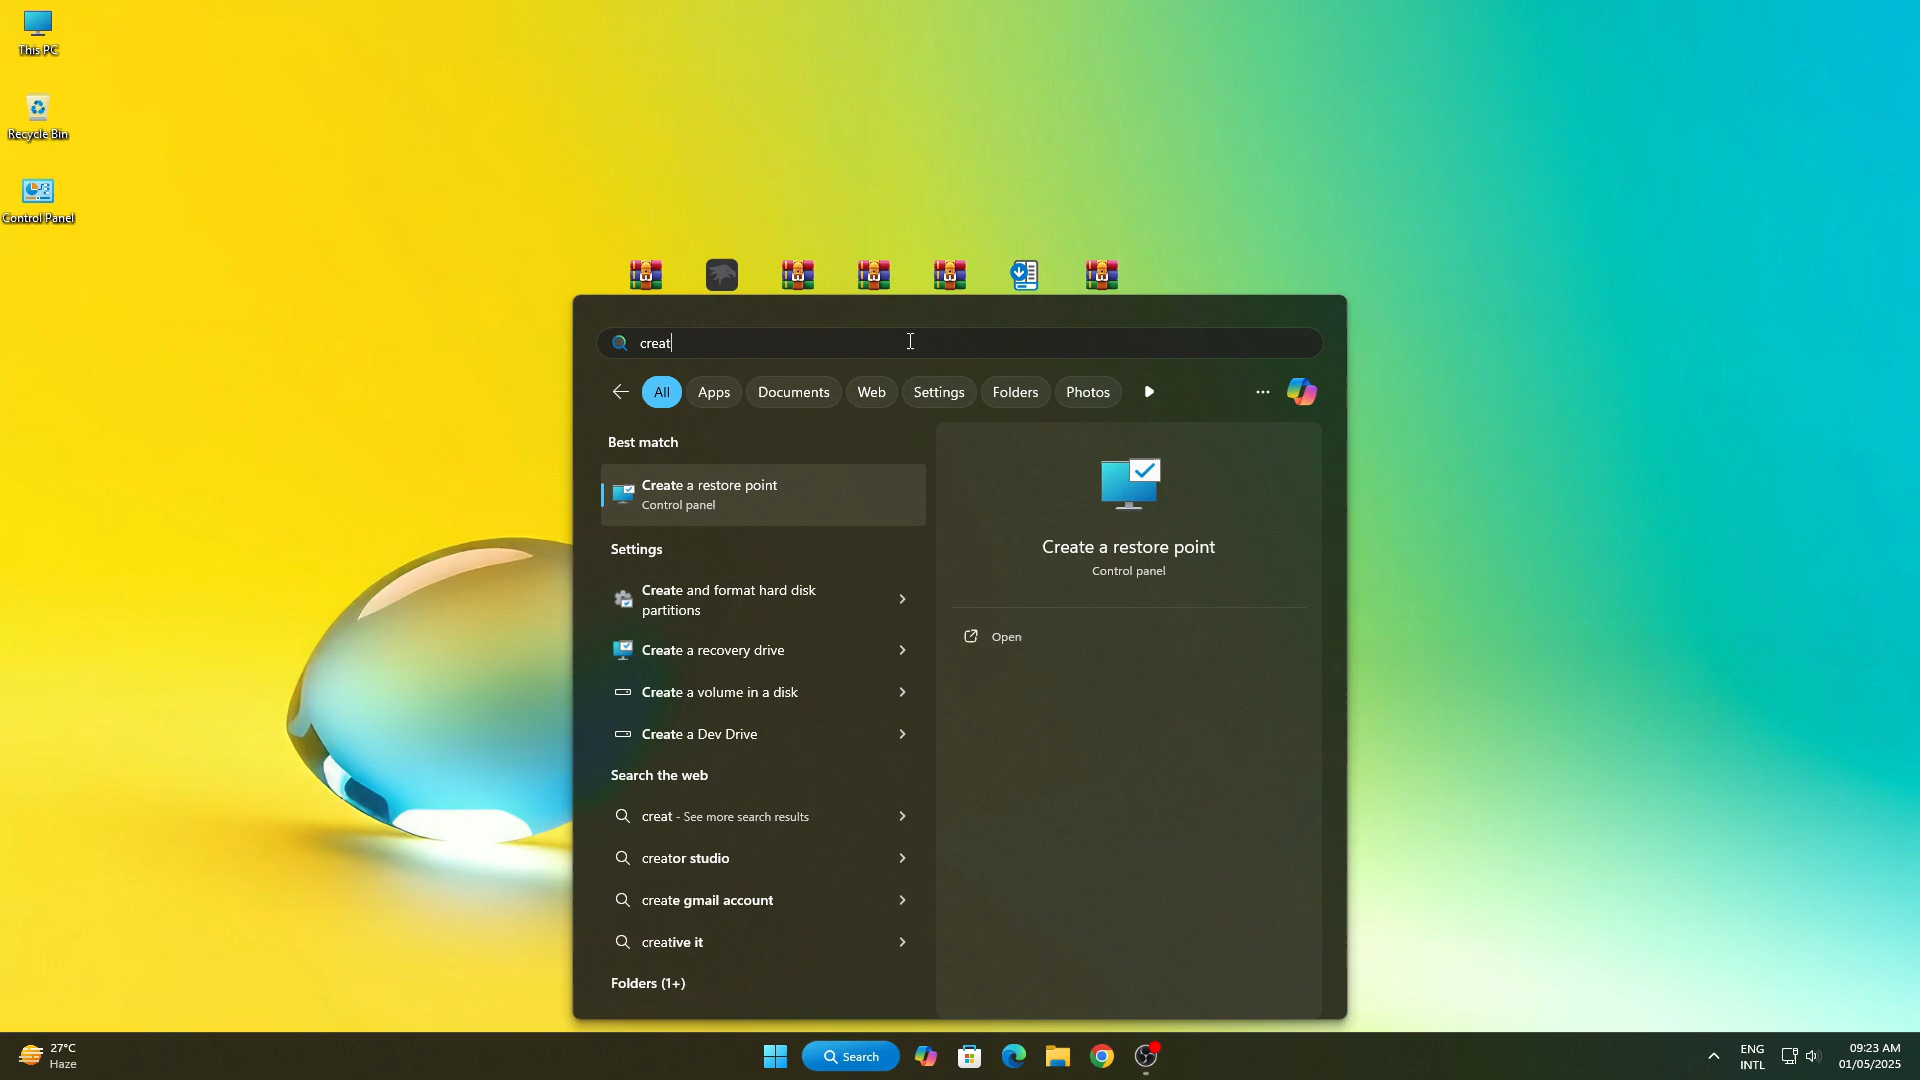 This PC
Recycle Bin
Control Panel
creat
All
Apps
Documents
Web
Settings
Folders
Photos
Best match
Create a restore point
Control panel
Settings
Create and format hard disk
partitions
Create a recovery drive
Create a volume in a disk
Create a Dev Drive
Search the web
creat - See more search results
creator studio
create gmail account
creative it
Folders (1+)
Create a restore point
Control panel
Open
27°C
Haze
Search
ENG
INTL
09:23 AM
01/05/2025